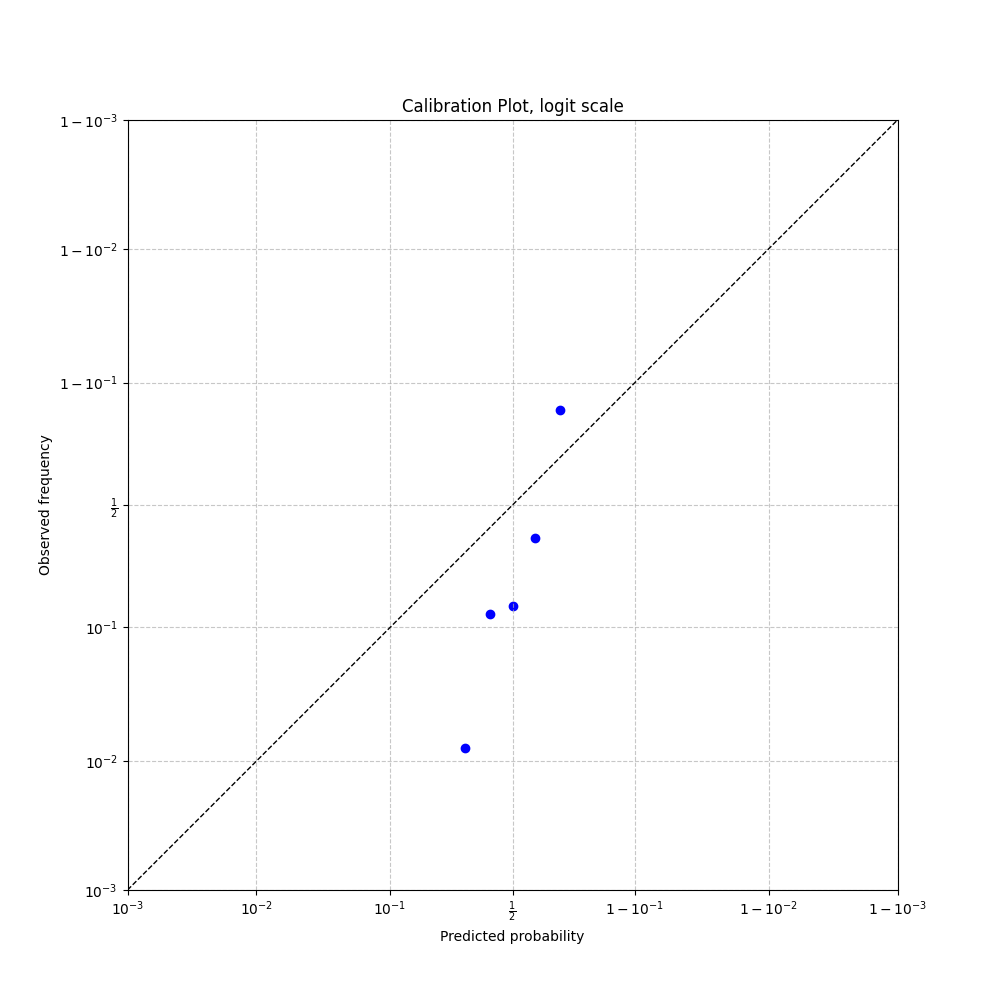 Calibration Plot, logit scale
1 − 10⁻³
1 − 10⁻²
1 − 10⁻¹
½
10⁻¹
10⁻²
10⁻³
Observed frequency
10⁻³ 10⁻² 10⁻¹ ½ 1 − 10⁻¹ 1 − 10⁻² 1 − 10⁻³
Predicted probability